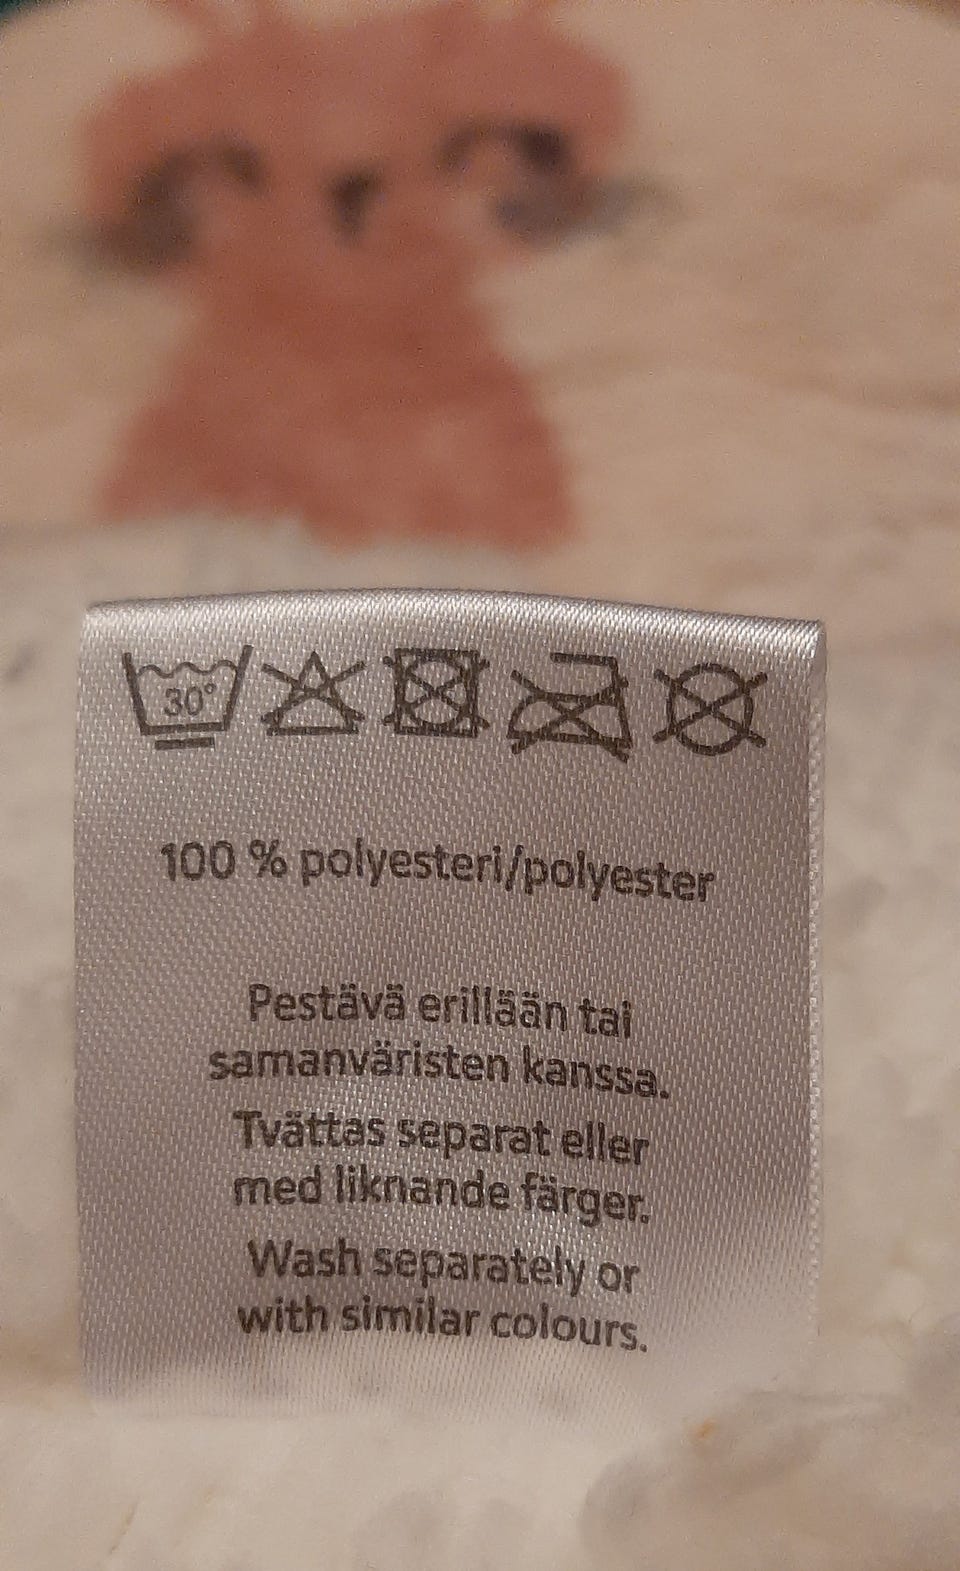 30°
100 % polyesteri/polyester
Pestävä erillään tai
samanväristen kanssa.
Tvättas separat eller
med liknande färger.
Wash separately or
with similar colours.